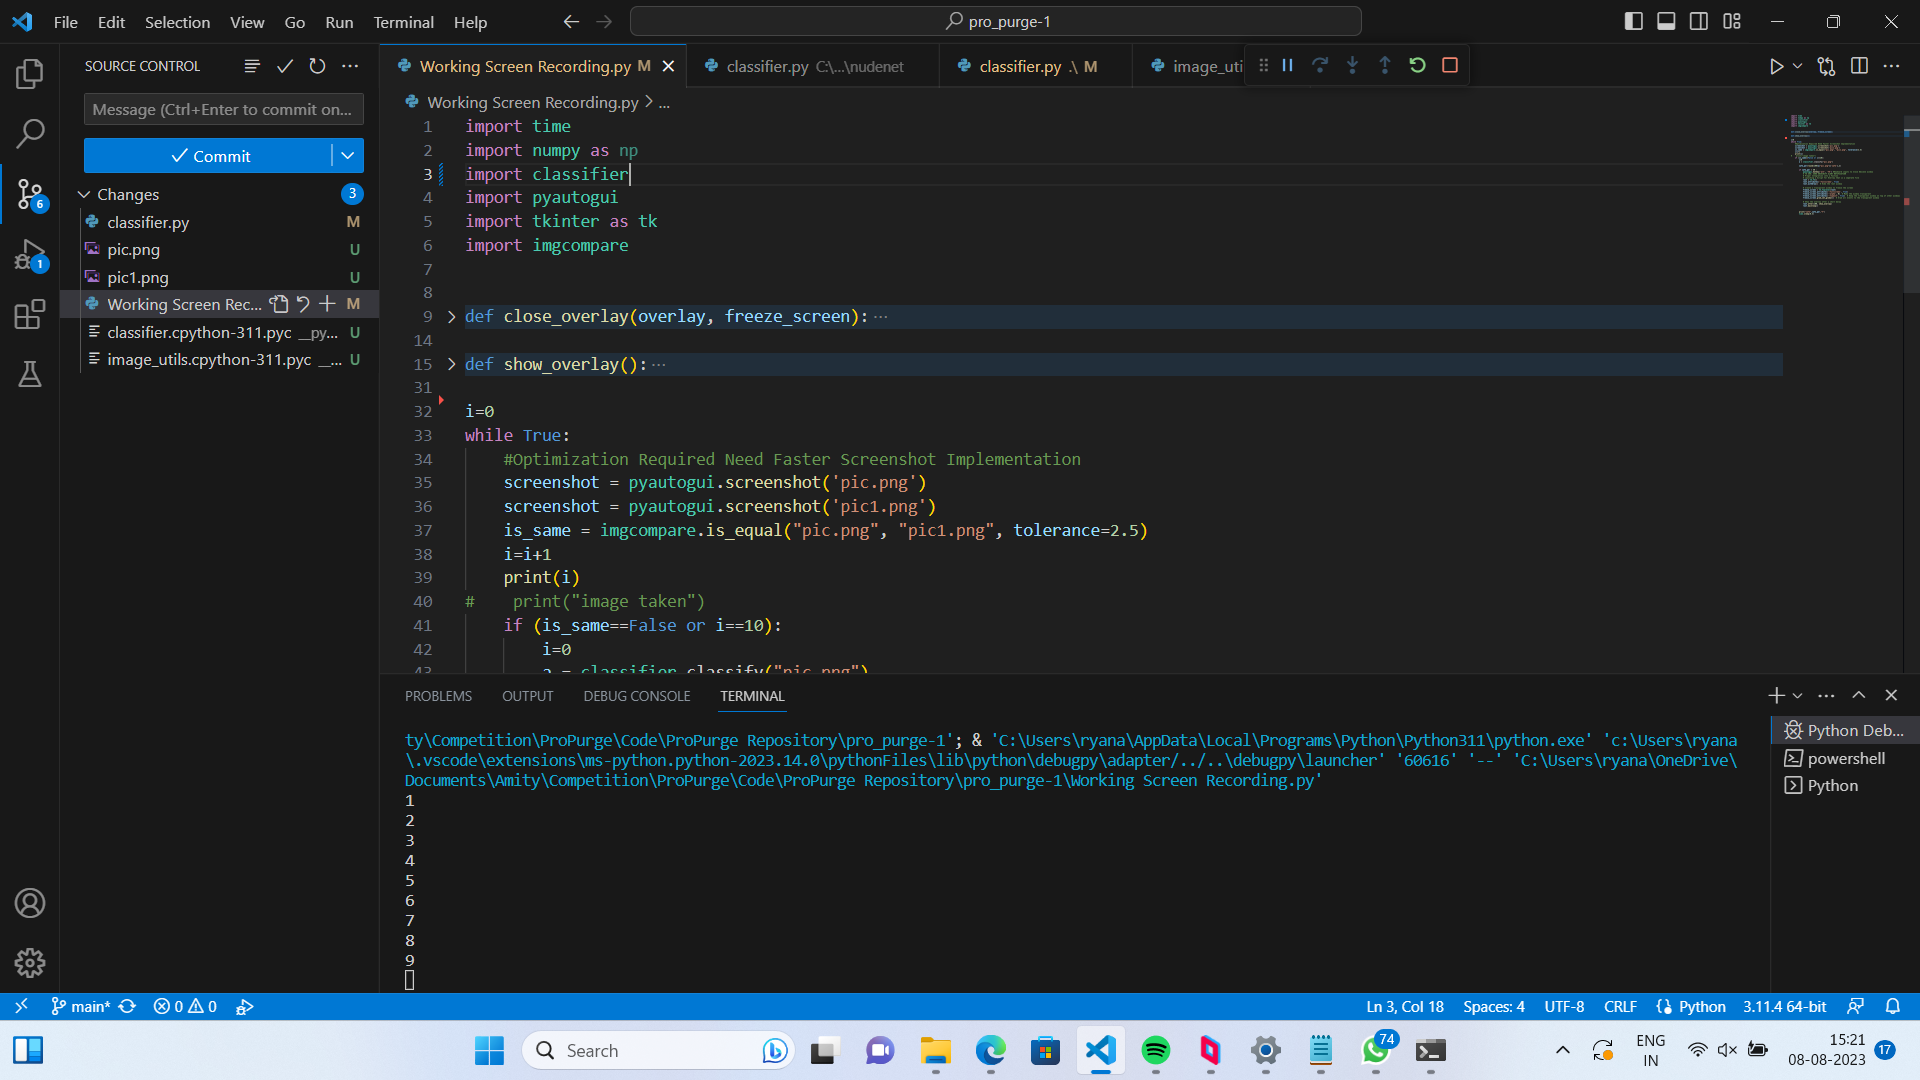 File Edit Selection View Go Run Terminal Help
pro_purge-1
SOURCE CONTROL
Message (Ctrl+Enter to commit on...
Commit
Changes 3
classifier.py M
pic.png U
pic1.png U
Working Screen Rec... M
classifier.cpython-311.pyc __py... U
image_utils.cpython-311.pyc __... U
6
1
Working Screen Recording.py M
classifier.py C:\...\nudenet
classifier.py .\ M
image_uti
Working Screen Recording.py > ...
1 import time
2 import numpy as np
3 import classifier
4 import pyautogui
5 import tkinter as tk
6 import imgcompare
7
8
9 def close_overlay(overlay, freeze_screen): ...
14
15 def show_overlay(): ...
31
32 i=0
33 while True:
34 #Optimization Required Need Faster Screenshot Implementation
35 screenshot = pyautogui.screenshot('pic.png')
36 screenshot = pyautogui.screenshot('pic1.png')
37 is_same = imgcompare.is_equal("pic.png", "pic1.png", tolerance=2.5)
38 i=i+1
39 print(i)
40 # print("image taken")
41 if (is_same==False or i==10):
42 i=0
43 a = classifier.classify("pic.png")
PROBLEMS OUTPUT DEBUG CONSOLE TERMINAL
ty\Competition\ProPurge\Code\ProPurge Repository\pro_purge-1'; & 'C:\Users\ryana\AppData\Local\Programs\Python\Python311\python.exe' 'c:\Users\ryana
\.vscode\extensions\ms-python.python-2023.14.0\pythonFiles\lib\python\debugpy\adapter/../..\debugpy\launcher' '60616' '--' 'C:\Users\ryana\OneDrive\
Documents\Amity\Competition\ProPurge\Code\ProPurge Repository\pro_purge-1\Working Screen Recording.py'
1
2
3
4
5
6
7
8
9
Python Deb...
powershell
Python
main* 0 0
Ln 3, Col 18 Spaces: 4 UTF-8 CRLF Python 3.11.4 64-bit
Search
74
ENG
IN
15:21
08-08-2023
17